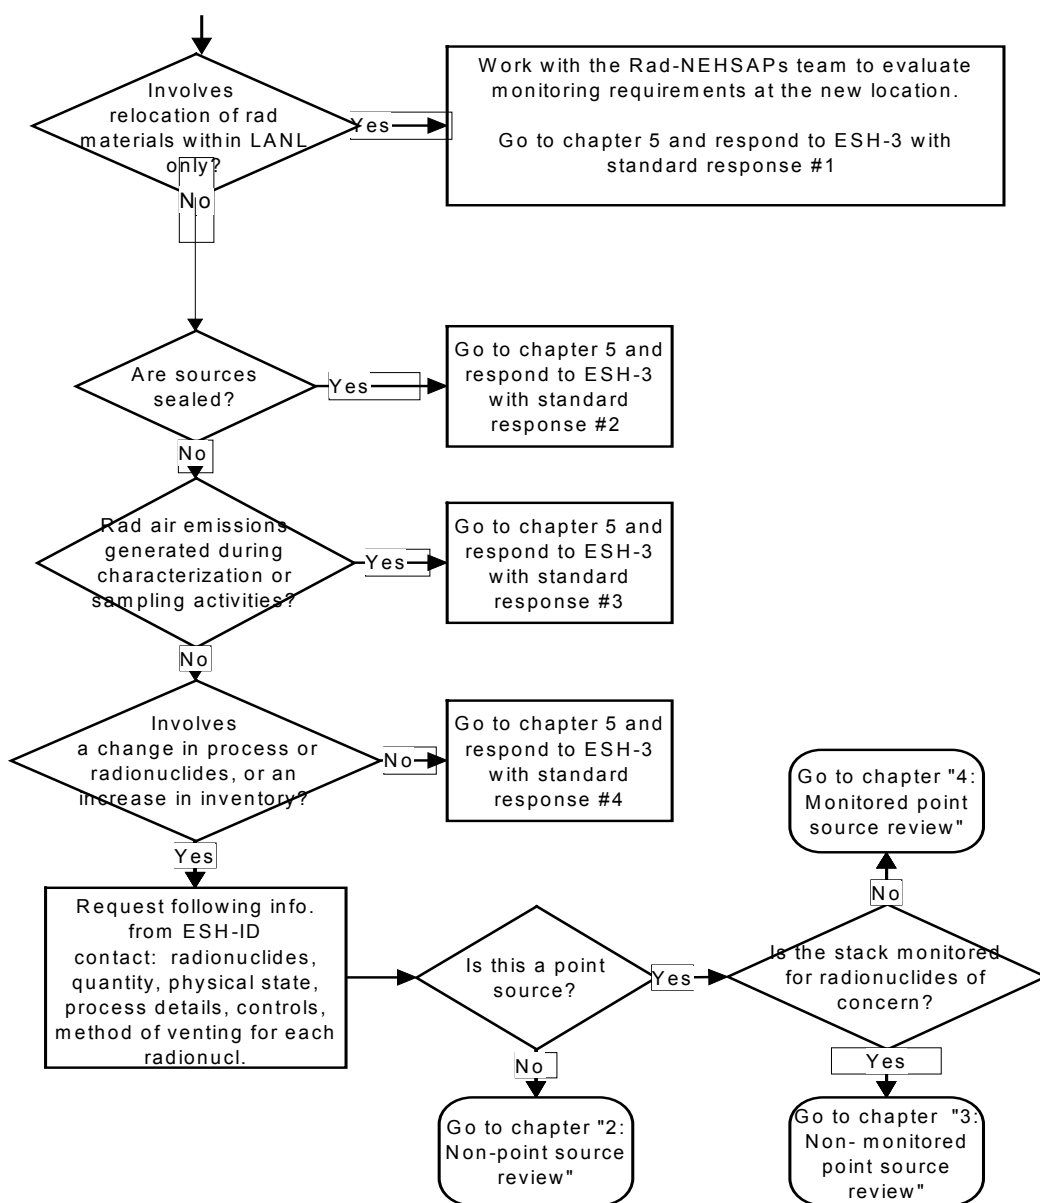 Involves
relocation of rad
materials within LANL
only?
Yes
Work with the Rad-NEHSAPs team to evaluate
monitoring requirements at the new location.
Go to chapter 5 and respond to ESH-3 with
standard response #1
No
Are sources
sealed?
Yes
Go to chapter 5 and
respond to ESH-3
with standard
response #2
No
Rad air emissions
generated during
characterization or
sampling activities?
Yes
Go to chapter 5 and
respond to ESH-3
with standard
response #3
No
Involves
a change in process or
radionuclides, or an
increase in inventory?
No
Go to chapter 5 and
respond to ESH-3
with standard
response #4
Yes
Request following info.
from ESH-ID
contact: radionuclides,
quantity, physical state,
process details, controls,
method of venting for each
radionucl.
Is this a point
source?
Yes
Is the stack monitored
for radionuclides of
concern?
No
Go to chapter "4:
Monitored point
source review"
No
Go to chapter "2:
Non-point source
review"
Yes
Go to chapter "3:
Non- monitored
point source
review"